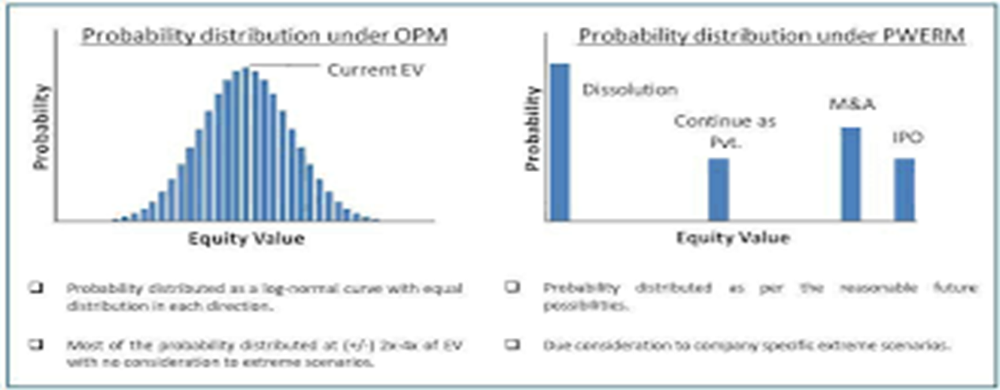 Probability distribution under OPM
Current EV
Probability
Equity Value
Probability distributed as a log-normal curve with equal
distribution in each direction.
Most of the probability distributed at (+/-) 2x-4x of EV
with no consideration to extreme scenarios.
Probability distribution under PWERM
Dissolution
Continue as
Pvt.
M&A
IPO
Probability
Equity Value
Probability distributed as per the reasonable future
possibilities.
Due consideration to company specific extreme scenarios.